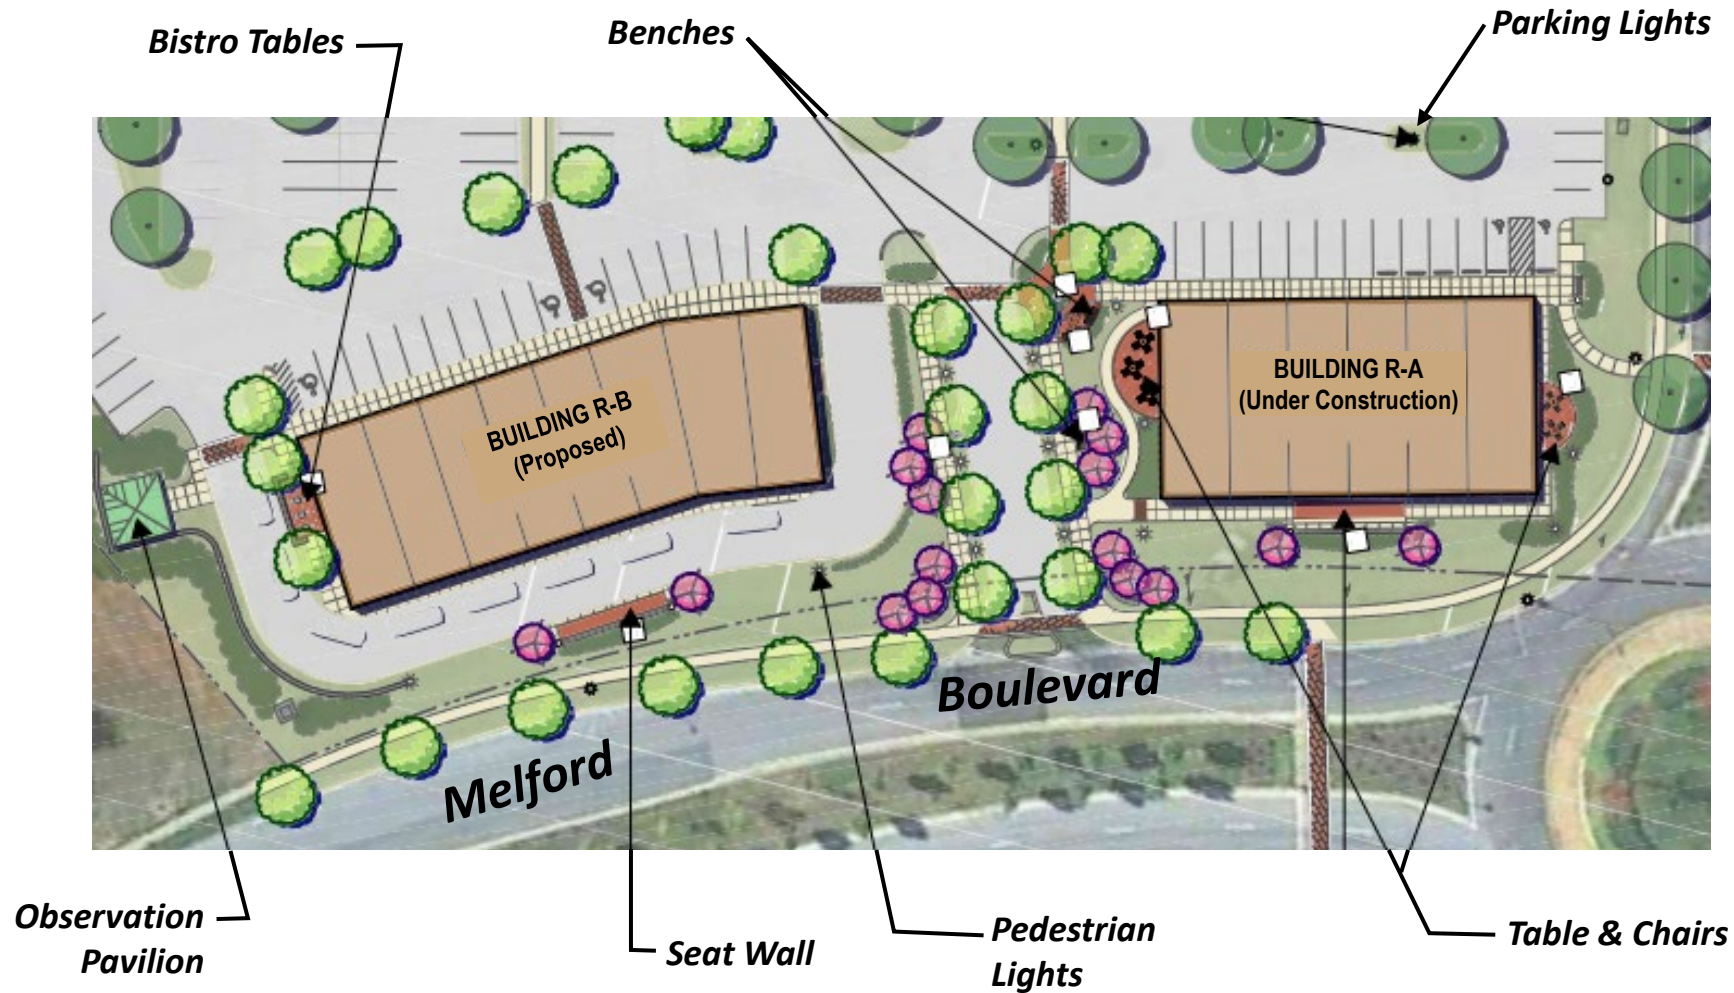 Parking Lights
Bistro Tables
Benches
BUILDING R-A
(Under Construction)
BUILDING R-B
(Proposed)
Boulevard
Melford
Observation
Pavilion
Seat Wall
Pedestrian
Lights
Table & Chairs